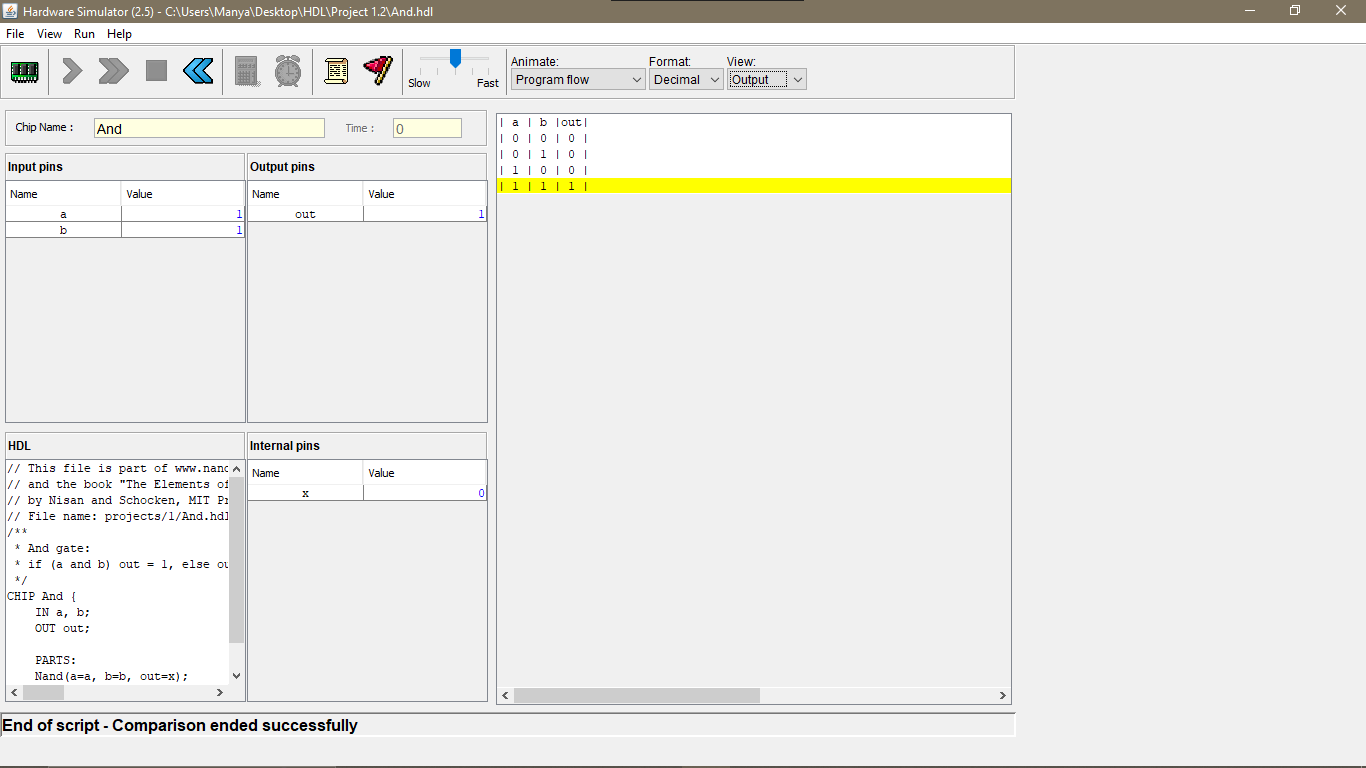 Hardware Simulator (2.5) - C:\Users\Manya\Desktop\HDL\Project 1.2\And.hdl
File View Run Help
Slow Fast
Animate: Format: View:
Program flow Decimal Output
Chip Name : And Time : 0
Input pins
Name Value
a 1
b 1
Output pins
Name Value
out 1
HDL
// This file is part of www.nand
// and the book "The Elements of
// by Nisan and Schocken, MIT Pr
// File name: projects/1/And.hdl
/**
* And gate:
* if (a and b) out = 1, else ou
*/
CHIP And {
IN a, b;
OUT out;
PARTS:
Nand(a=a, b=b, out=x);
Internal pins
Name Value
x 0
| a | b |out|
| 0 | 0 | 0 |
| 0 | 1 | 0 |
| 1 | 0 | 0 |
| 1 | 1 | 1 |
End of script - Comparison ended successfully